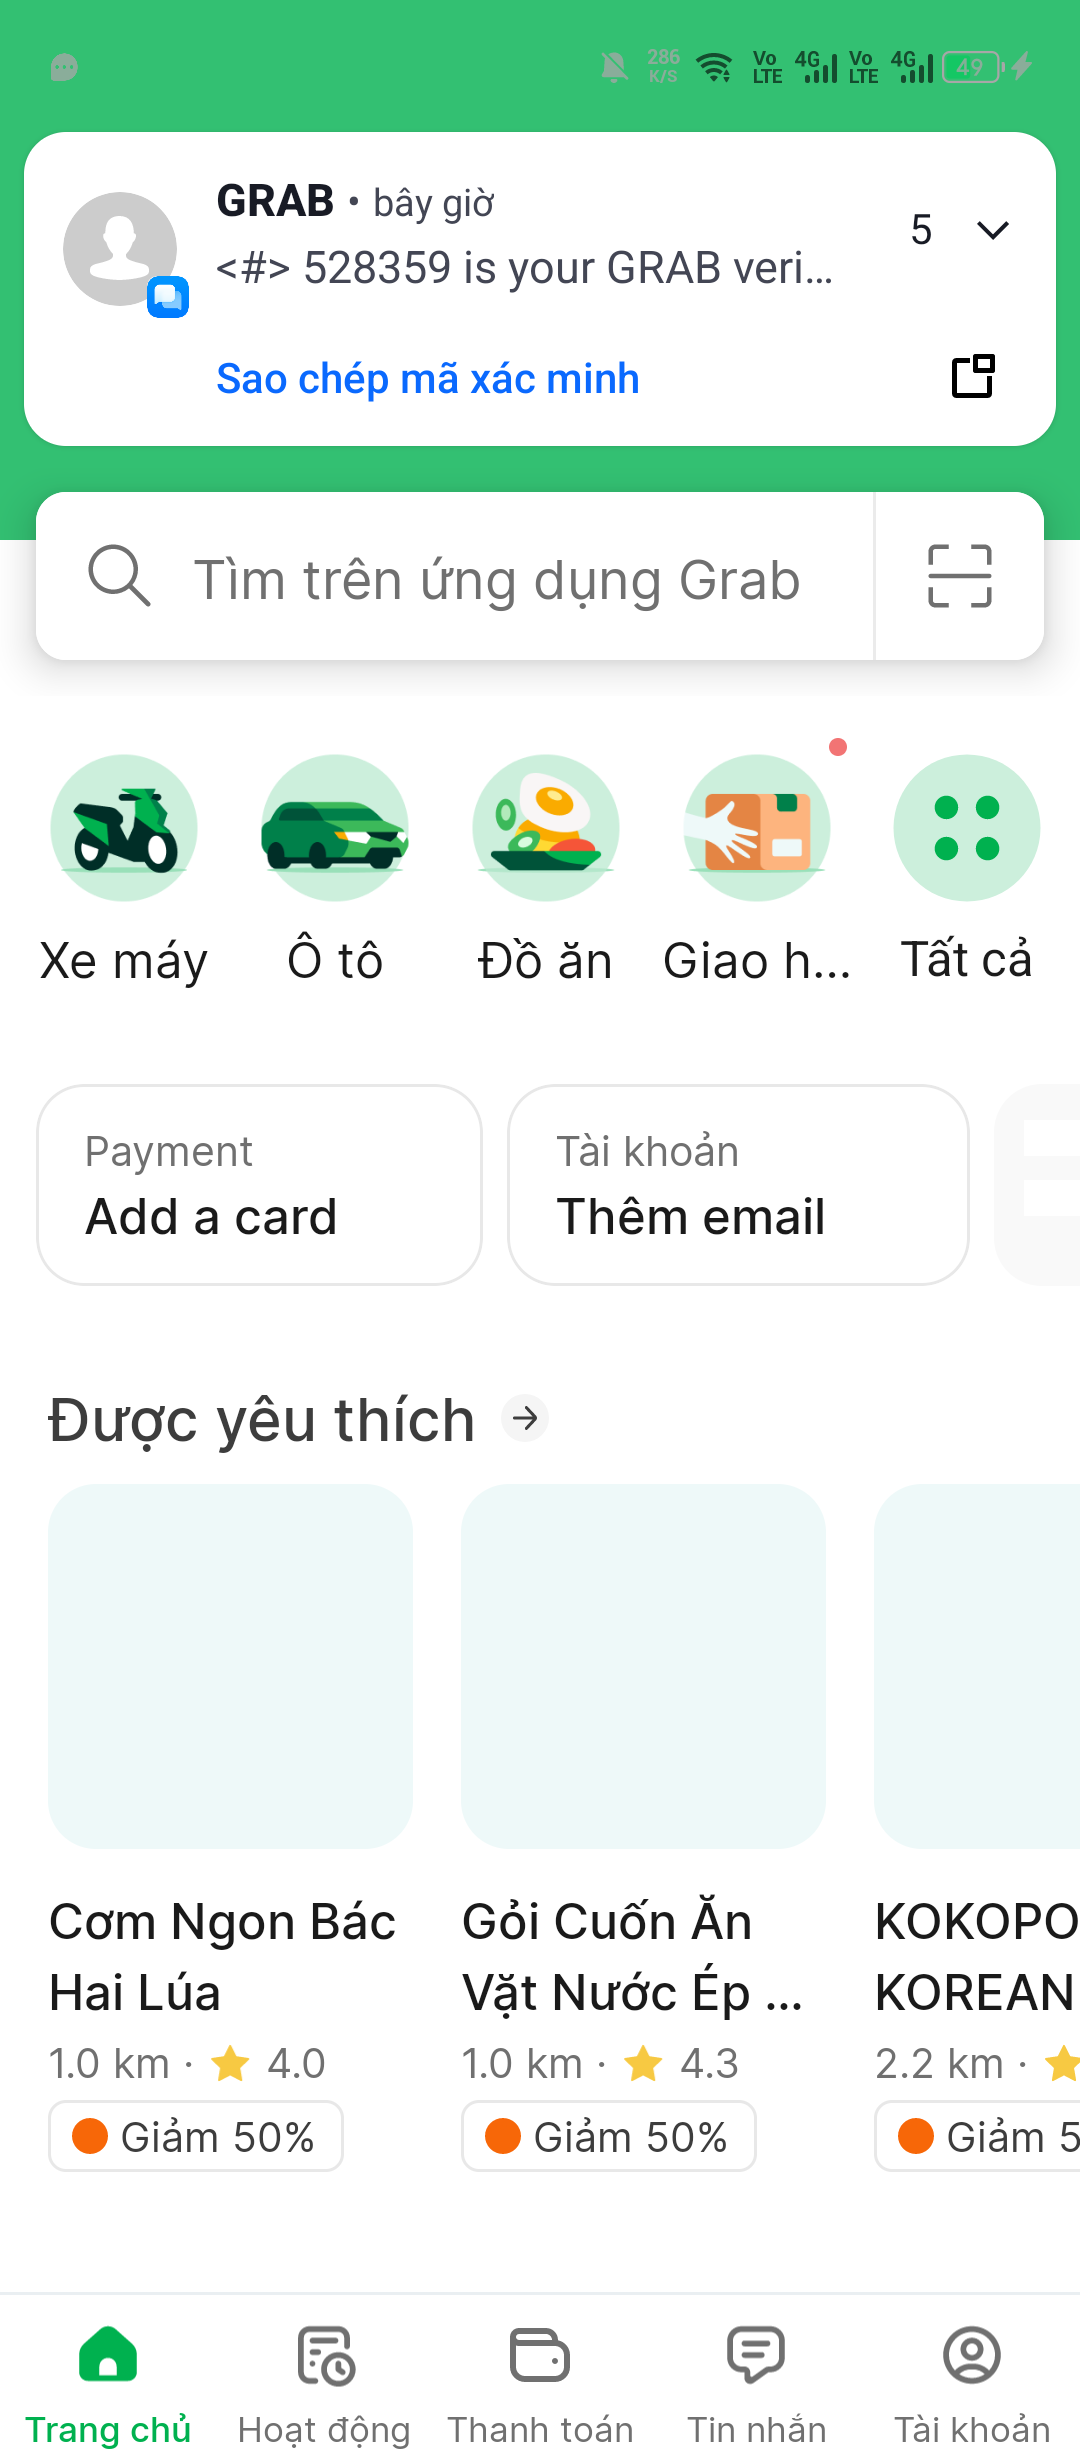 286
K/S
Vo
LTE
4G
Vo
LTE
4G
49
GRAB • bây giờ
5
<#> 528359 is your GRAB veri...
Sao chép mã xác minh
Tìm trên ứng dụng Grab
Xe máy
Ô tô
Đồ ăn
Giao h...
Tất cả
Payment
Add a card
Tài khoản
Thêm email
Được yêu thích
Cơm Ngon Bác
Hai Lúa
1.0 km · 4.0
Giảm 50%
Gỏi Cuốn Ăn
Vặt Nước Ép ...
1.0 km · 4.3
Giảm 50%
KOKOPO
KOREAN
2.2 km ·
Giảm 5
Trang chủ
Hoạt động
Thanh toán
Tin nhắn
Tài khoản